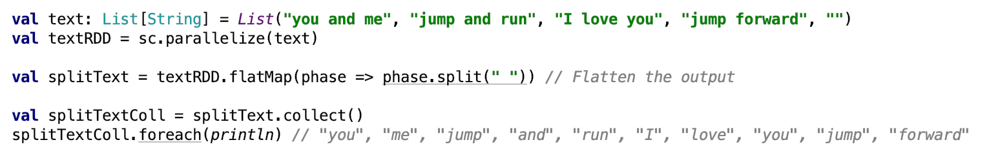 val text: List[String] = List("you and me", "jump and run", "I love you", "jump forward", "")
val textRDD = sc.parallelize(text)
val splitText = textRDD.flatMap(phase => phase.split(" ")) // Flatten the output
val splitTextColl = splitText.collect()
splitTextColl.foreach(println) // "you", "me", "jump", "and", "run", "I", "love", "you", "jump", "forward"